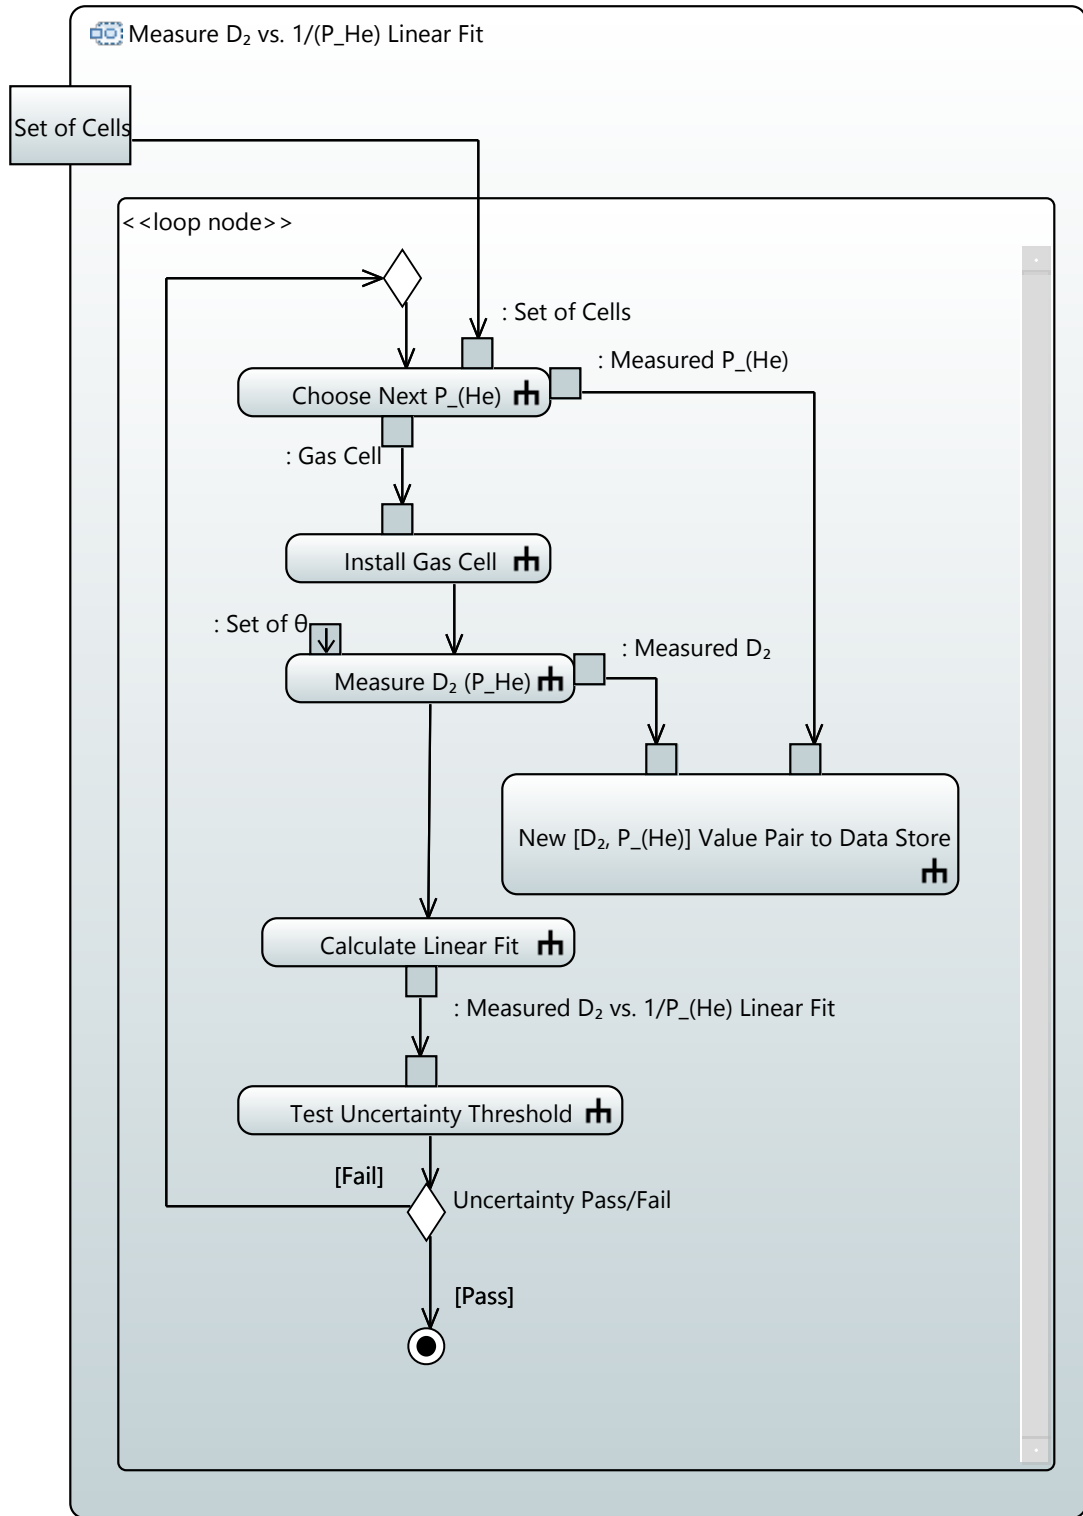 Measure D₂ vs. 1/(P_He) Linear Fit
Set of Cells
<<loop node>>
: Set of Cells
: Measured P_(He)
Choose Next P_(He)
: Gas Cell
Install Gas Cell
: Set of θ
: Measured D₂
Measure D₂ (P_He)
New [D₂, P_(He)] Value Pair to Data Store
Calculate Linear Fit
: Measured D₂ vs. 1/P_(He) Linear Fit
Test Uncertainty Threshold
[Fail]
Uncertainty Pass/Fail
[Pass]